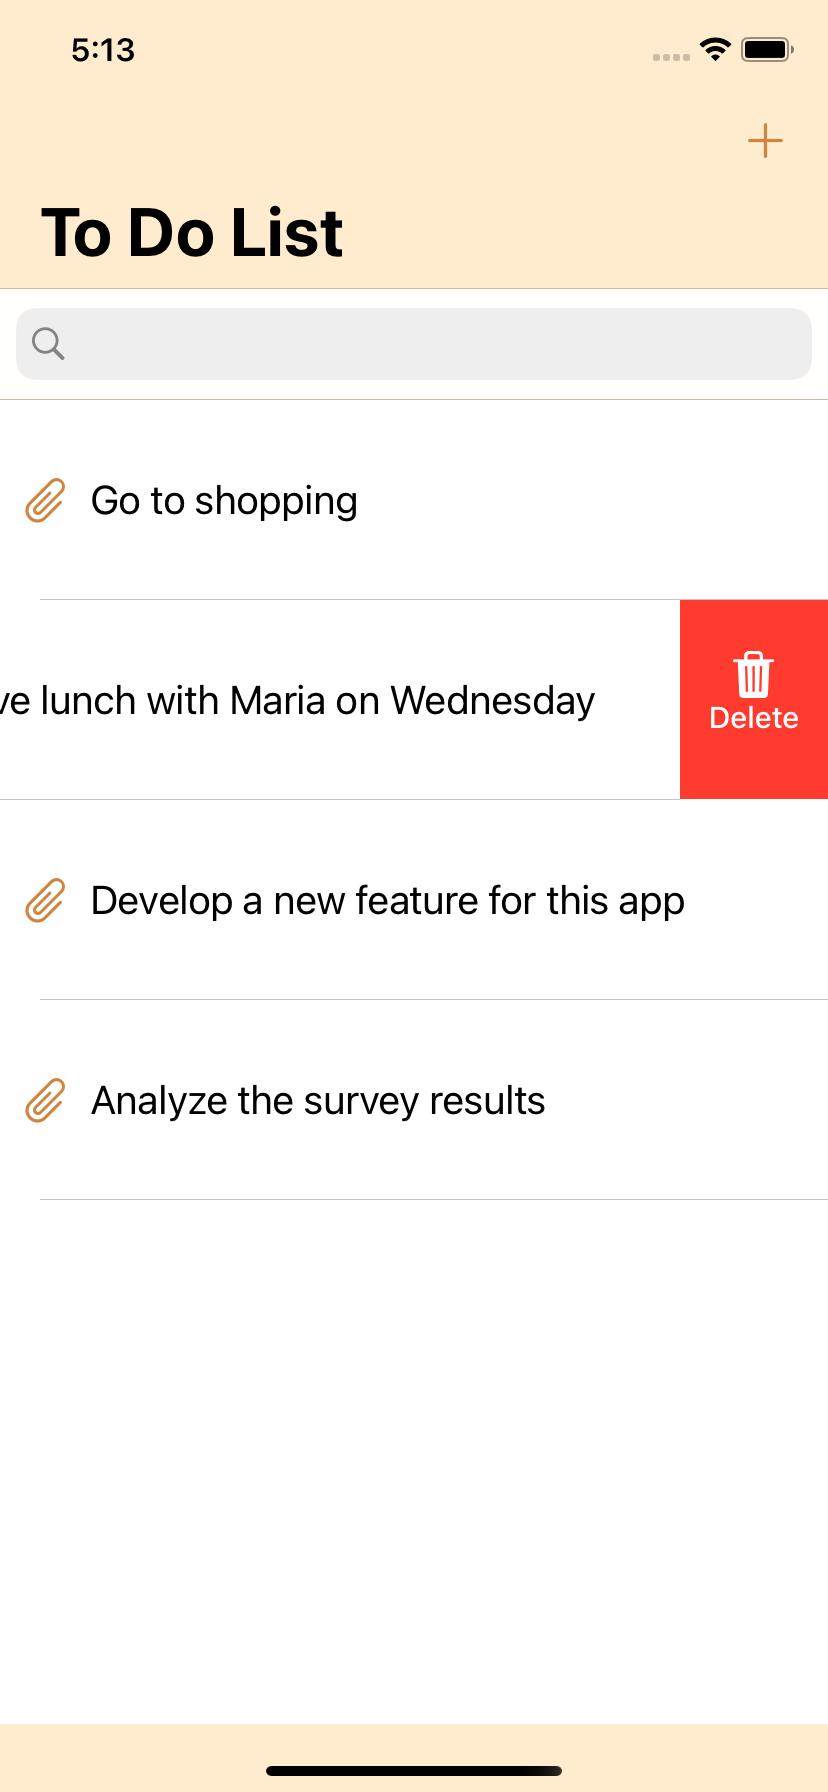 5:13
To Do List
Go to shopping
ve lunch with Maria on Wednesday
Delete
Develop a new feature for this app
Analyze the survey results